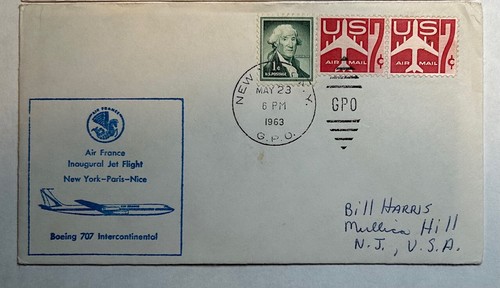 1¢
U.S. POSTAGE
US 7¢
AIR MAIL
US 7¢
AIR MAIL
NEW YORK, N.Y.
MAY 23
6 PM
1963
G.P.O.
GPO
AIR FRANCE
Air France
Inaugural Jet Flight
New York-Paris-Nice
Boeing 707 Intercontinental
Bill Harris
Mullica Hill
N.J., U.S.A.